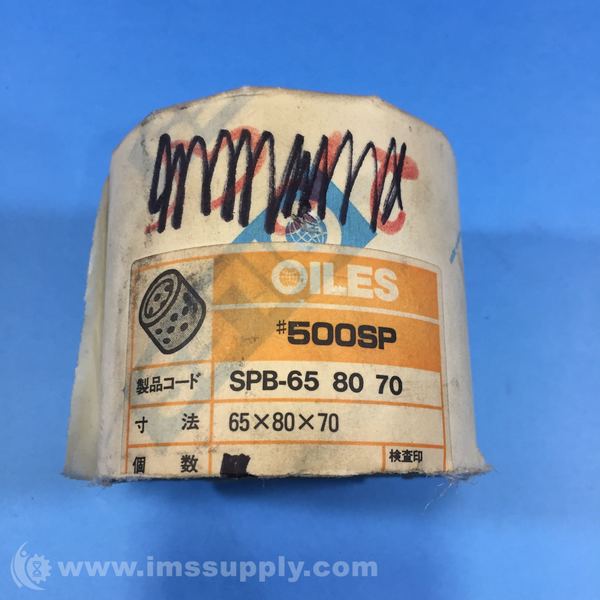 OILES
#500SP
製品コード SPB-65 80 70
寸法 65×80×70
個数 検査印
www.imssupply.com